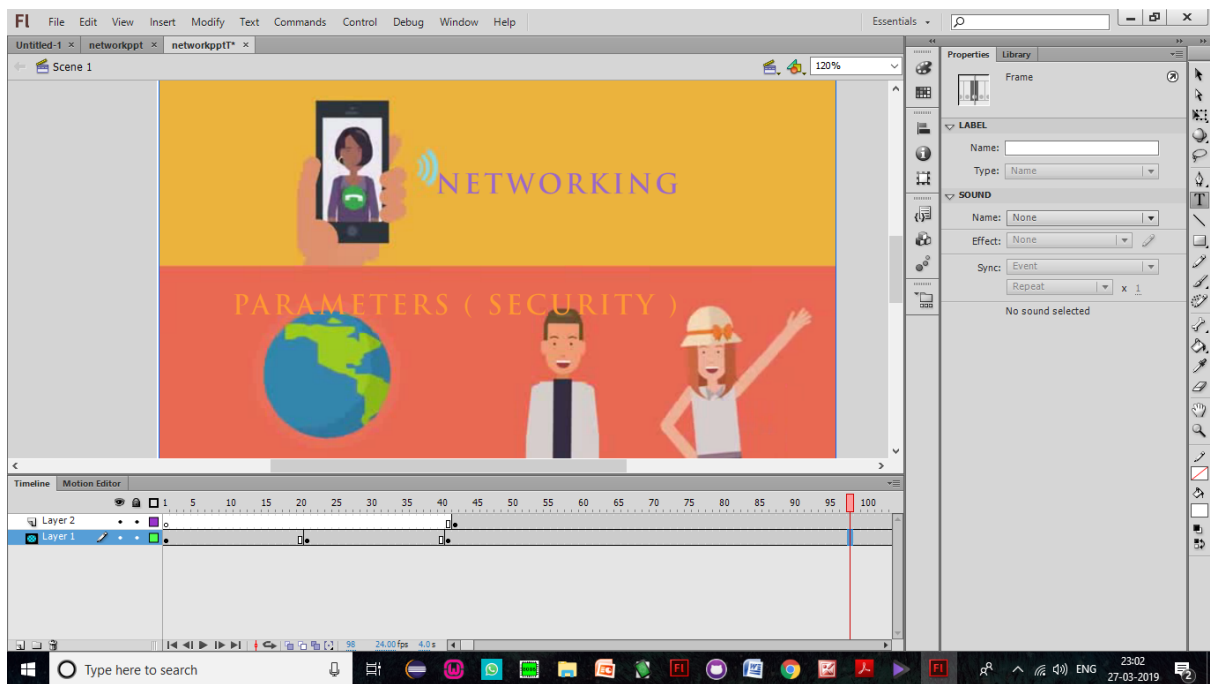 Fl File Edit View Insert Modify Text Commands Control Debug Window Help Essentials
Untitled-1 × networkppt × networkpptT* ×
Scene 1 120%
Properties Library
Frame
LABEL
Name:
Type: Name
SOUND
Name: None
Effect: None
Sync: Event
Repeat x 1
No sound selected
NETWORKING
PARAMETERS ( SECURITY )
Timeline Motion Editor
1 5 10 15 20 25 30 35 40 45 50 55 60 65 70 75 80 85 90 95 100
Layer 2
Layer 1
98 24.00 fps 4.0 s
Type here to search
ENG
23:02
27-03-2019
2